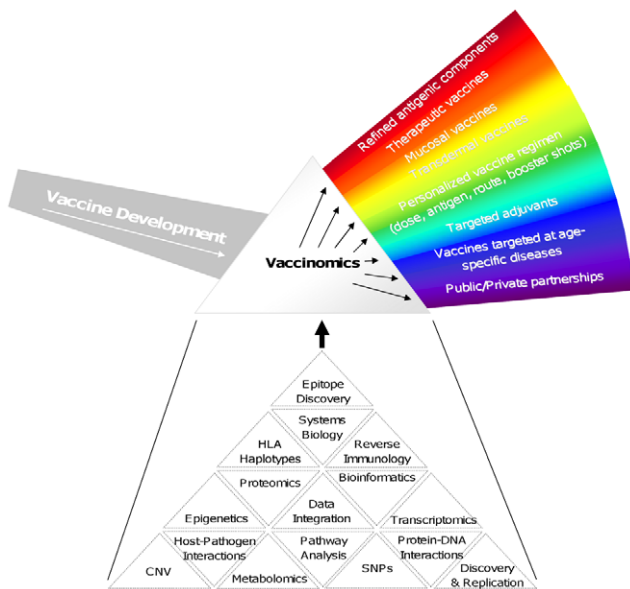 Refined antigenic components
Therapeutic vaccines
Mucosal vaccines
Transdermal vaccines
Personalized vaccine regimen
(dose, antigen, route, booster shots)
Targeted adjuvants
Vaccines targeted at age-
specific diseases
Public/Private partnerships
Vaccine Development
Vaccinomics
Epitope
Discovery
Systems
Biology
HLA
Haplotypes
Reverse
Immunology
Proteomics
Bioinformatics
Epigenetics
Data
Integration
Transcriptomics
Host-Pathogen
Interactions
Pathway
Analysis
Protein-DNA
Interactions
CNV
Metabolomics
SNPs
Discovery
& Replication